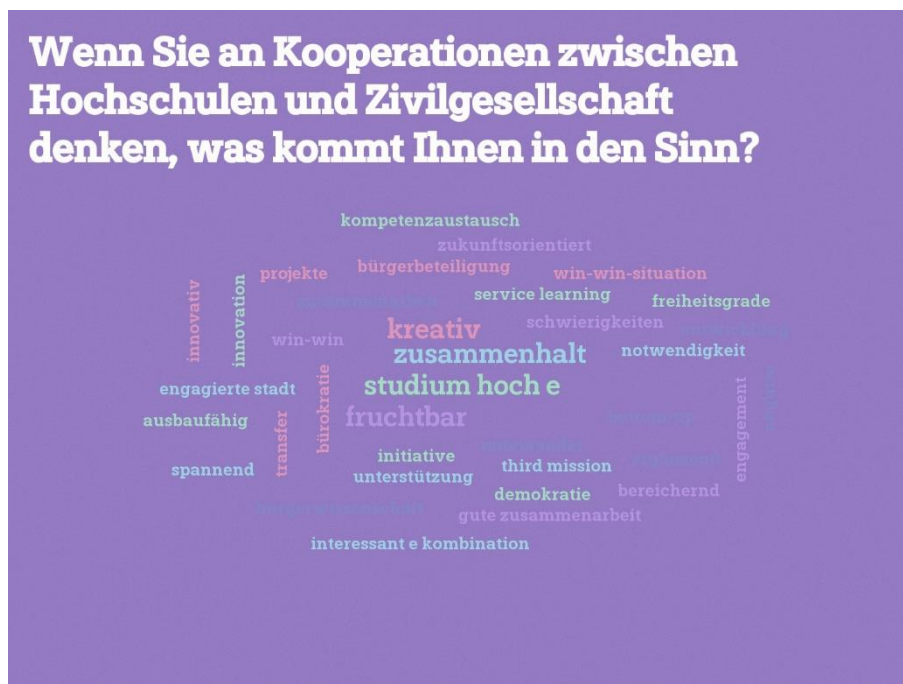 Wenn Sie an Kooperationen zwischen
Hochschulen und Zivilgesellschaft
denken, was kommt Ihnen in den Sinn?
kompetenzaustausch
zukunftsorientiert
bürgerbeteiligung
projekte
win-win-situation
innovativ
innovation
service learning
freiheitsgrade
kreativ
schwierigkeiten
win-win
zusammenhalt
notwendigkeit
engagierte stadt
studium hoch e
bürokratie
engagement
ausbaufähig
transfer
fruchtbar
initiative
spannend
third mission
unterstützung
demokratie
bereichernd
gute zusammenarbeit
interessant e kombination